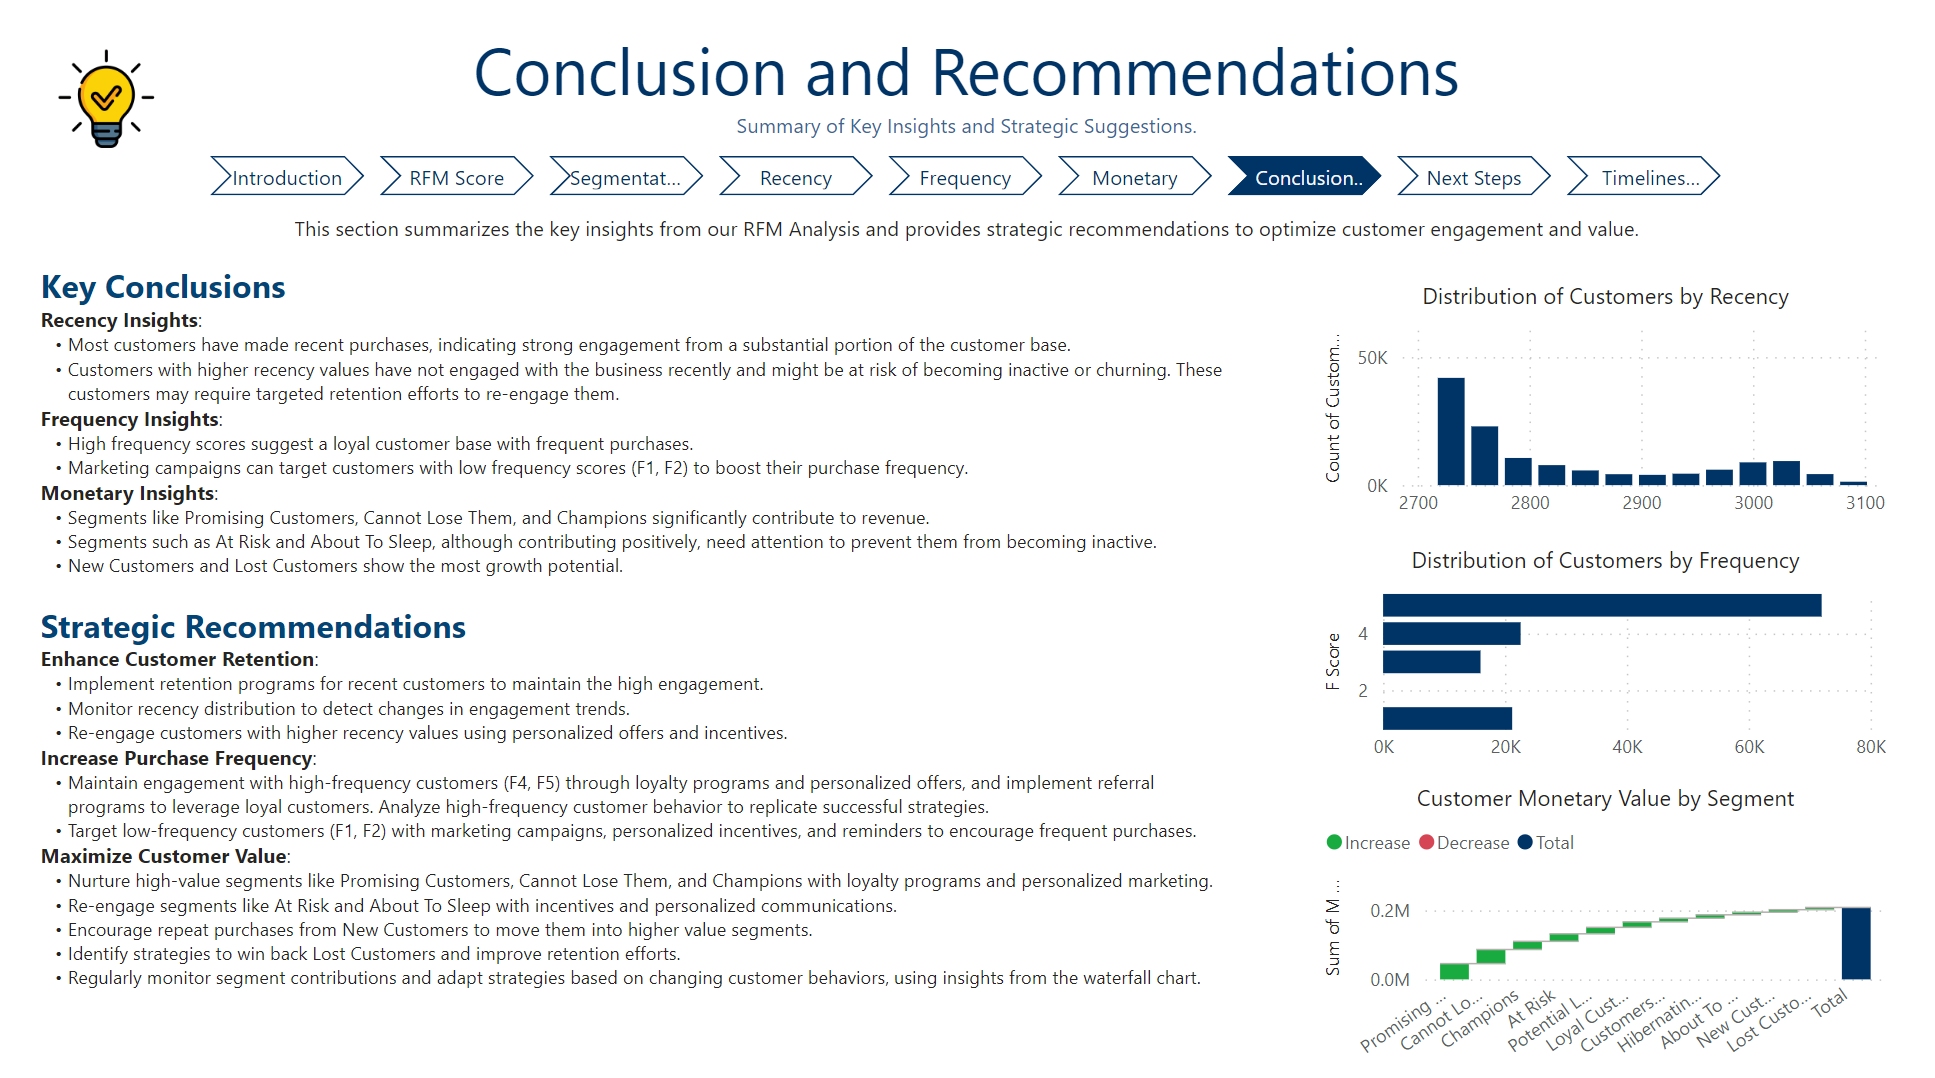 Conclusion and Recommendations
Summary of Key Insights and Strategic Suggestions.
Introduction
RFM Score
Segmentat...
Recency
Frequency
Monetary
Conclusion..
Next Steps
Timelines...
This section summarizes the key insights from our RFM Analysis and provides strategic recommendations to optimize customer engagement and value.
Key Conclusions
Recency Insights:
• Most customers have made recent purchases, indicating strong engagement from a substantial portion of the customer base.
• Customers with higher recency values have not engaged with the business recently and might be at risk of becoming inactive or churning. These
customers may require targeted retention efforts to re-engage them.
Frequency Insights:
• High frequency scores suggest a loyal customer base with frequent purchases.
• Marketing campaigns can target customers with low frequency scores (F1, F2) to boost their purchase frequency.
Monetary Insights:
• Segments like Promising Customers, Cannot Lose Them, and Champions significantly contribute to revenue.
• Segments such as At Risk and About To Sleep, although contributing positively, need attention to prevent them from becoming inactive.
• New Customers and Lost Customers show the most growth potential.
Strategic Recommendations
Enhance Customer Retention:
• Implement retention programs for recent customers to maintain the high engagement.
• Monitor recency distribution to detect changes in engagement trends.
• Re-engage customers with higher recency values using personalized offers and incentives.
Increase Purchase Frequency:
• Maintain engagement with high-frequency customers (F4, F5) through loyalty programs and personalized offers, and implement referral
programs to leverage loyal customers. Analyze high-frequency customer behavior to replicate successful strategies.
• Target low-frequency customers (F1, F2) with marketing campaigns, personalized incentives, and reminders to encourage frequent purchases.
Maximize Customer Value:
• Nurture high-value segments like Promising Customers, Cannot Lose Them, and Champions with loyalty programs and personalized marketing.
• Re-engage segments like At Risk and About To Sleep with incentives and personalized communications.
• Encourage repeat purchases from New Customers to move them into higher value segments.
• Identify strategies to win back Lost Customers and improve retention efforts.
• Regularly monitor segment contributions and adapt strategies based on changing customer behaviors, using insights from the waterfall chart.
Distribution of Customers by Recency
Count of Custom...
50K
0K
2700 2800 2900 3000 3100
Distribution of Customers by Frequency
F Score
4
2
0K 20K 40K 60K 80K
Customer Monetary Value by Segment
Increase Decrease Total
Sum of M ...
0.2M
0.0M
Promising ...
Cannot Lo...
Champions
At Risk
Potential L...
Loyal Cust...
Customers...
Hibernatin...
About To ...
New Cust...
Lost Custo...
Total